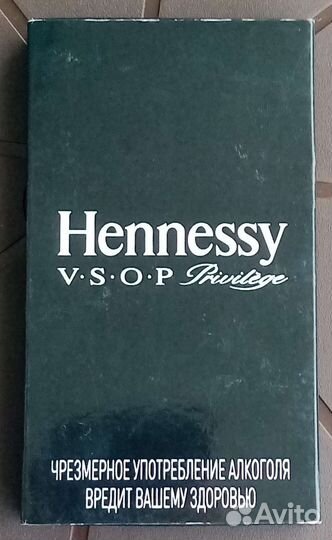 Hennessy
V·S·O·P Privilège
ЧРЕЗМЕРНОЕ УПОТРЕБЛЕНИЕ АЛКОГОЛЯ
ВРЕДИТ ВАШЕМУ ЗДОРОВЬЮ
Avito